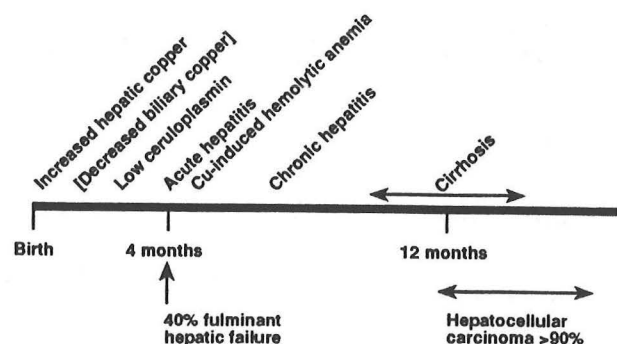 Increased hepatic copper
[Decreased biliary copper]
Low ceruloplasmin
Acute hepatitis
Cu-induced hemolytic anemia
Chronic hepatitis
Cirrhosis
Birth
4 months
12 months
40% fulminant
hepatic failure
Hepatocellular
carcinoma >90%